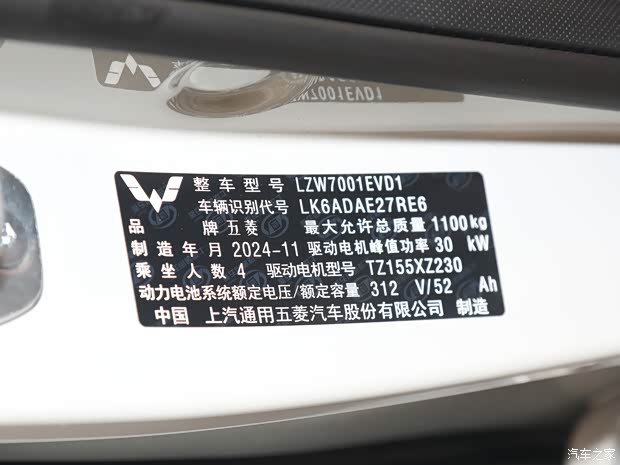 整车型号 LZW7001EVD1
车辆识别代号 LK6ADAE27RE6
品 牌 五菱 最大允许总质量 1100kg
制造年月 2024-11 驱动电机峰值功率 30 kW
乘坐人数 4 驱动电机型号 TZ155XZ230
动力电池系统额定电压/额定容量 312 V/52 Ah
中国 上汽通用五菱汽车股份有限公司 制造
汽车之家